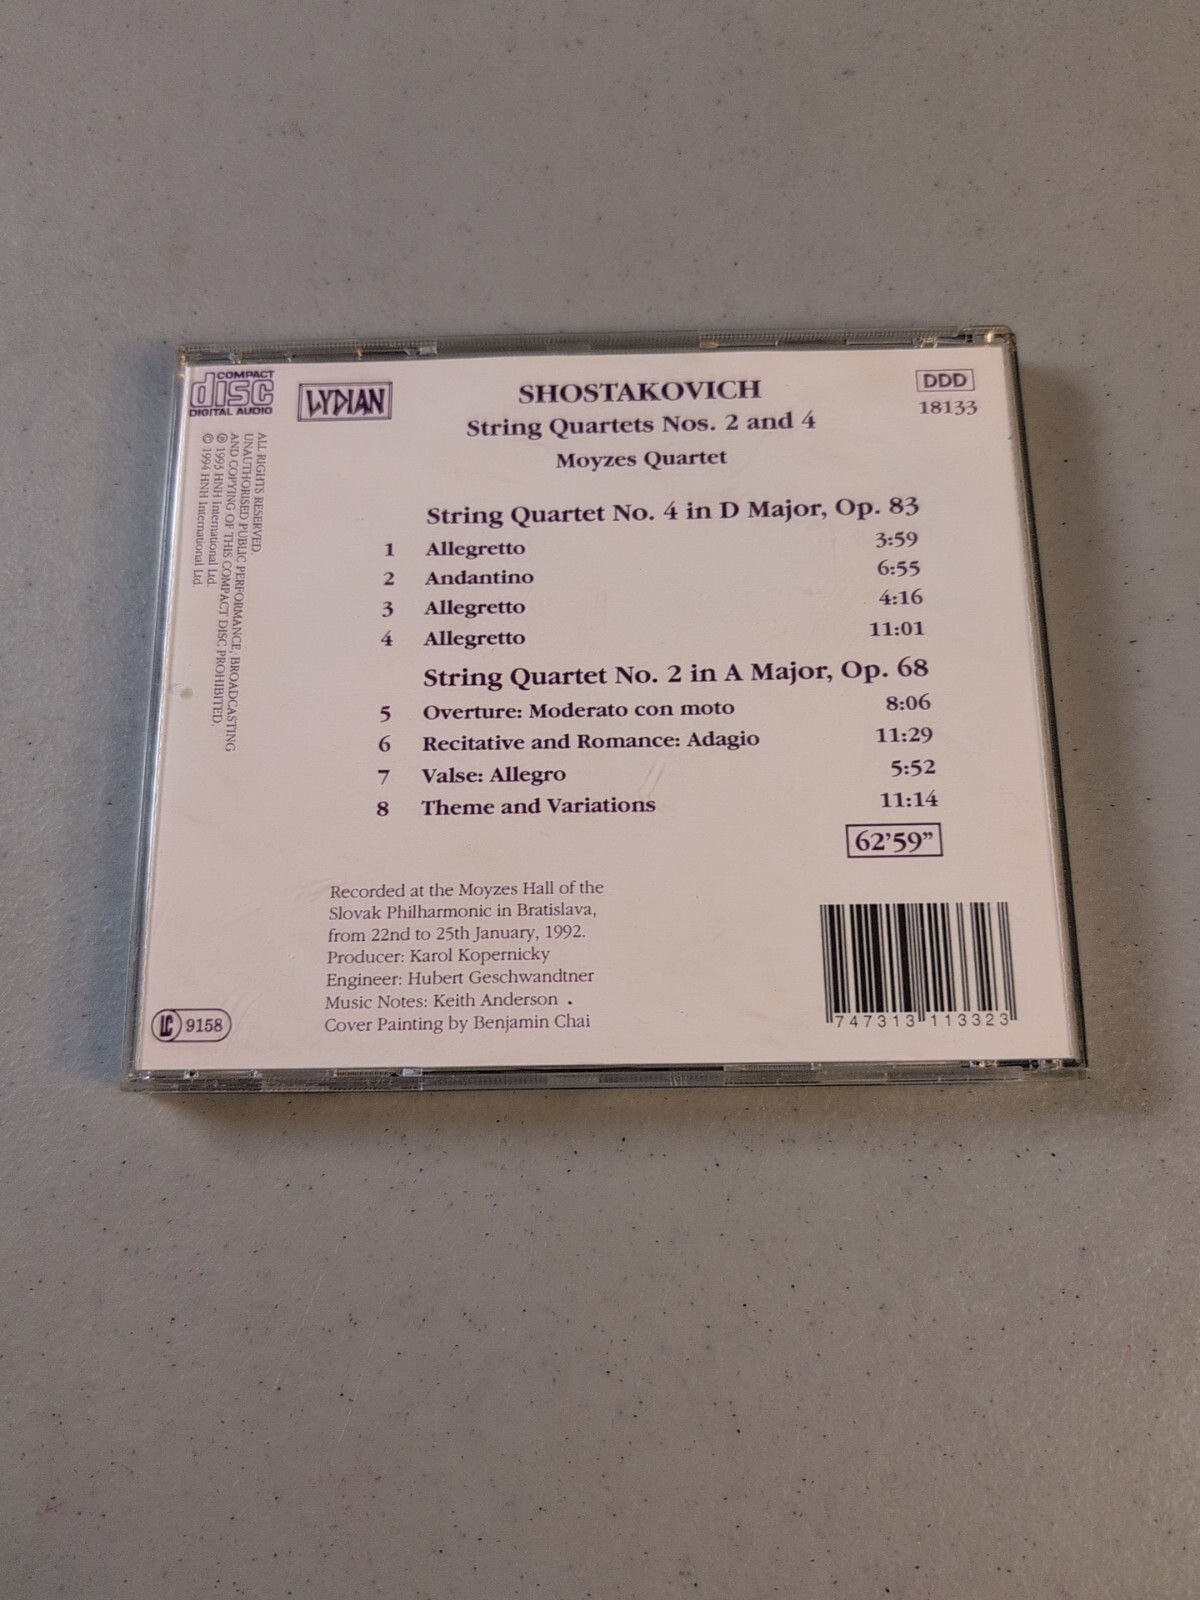 COMPACT
disc
DIGITAL AUDIO
LYDIAN
SHOSTAKOVICH
String Quartets Nos. 2 and 4
Moyzes Quartet
DDD
18133
ALL RIGHTS RESERVED.
UNAUTHORISED PUBLIC PERFORMANCE, BROADCASTING
AND COPYING OF THIS COMPACT DISC PROHIBITED.
℗ 1993 HNH International Ltd.
© 1994 HNH International Ltd.
String Quartet No. 4 in D Major, Op. 83
1 Allegretto 3:59
2 Andantino 6:55
3 Allegretto 4:16
4 Allegretto 11:01
String Quartet No. 2 in A Major, Op. 68
5 Overture: Moderato con moto 8:06
6 Recitative and Romance: Adagio 11:29
7 Valse: Allegro 5:52
8 Theme and Variations 11:14
62'59"
Recorded at the Moyzes Hall of the
Slovak Philharmonic in Bratislava,
from 22nd to 25th January, 1992.
Producer: Karol Kopernicky
Engineer: Hubert Geschwandtner
Music Notes: Keith Anderson .
Cover Painting by Benjamin Chai
LC 9158
747313 113323